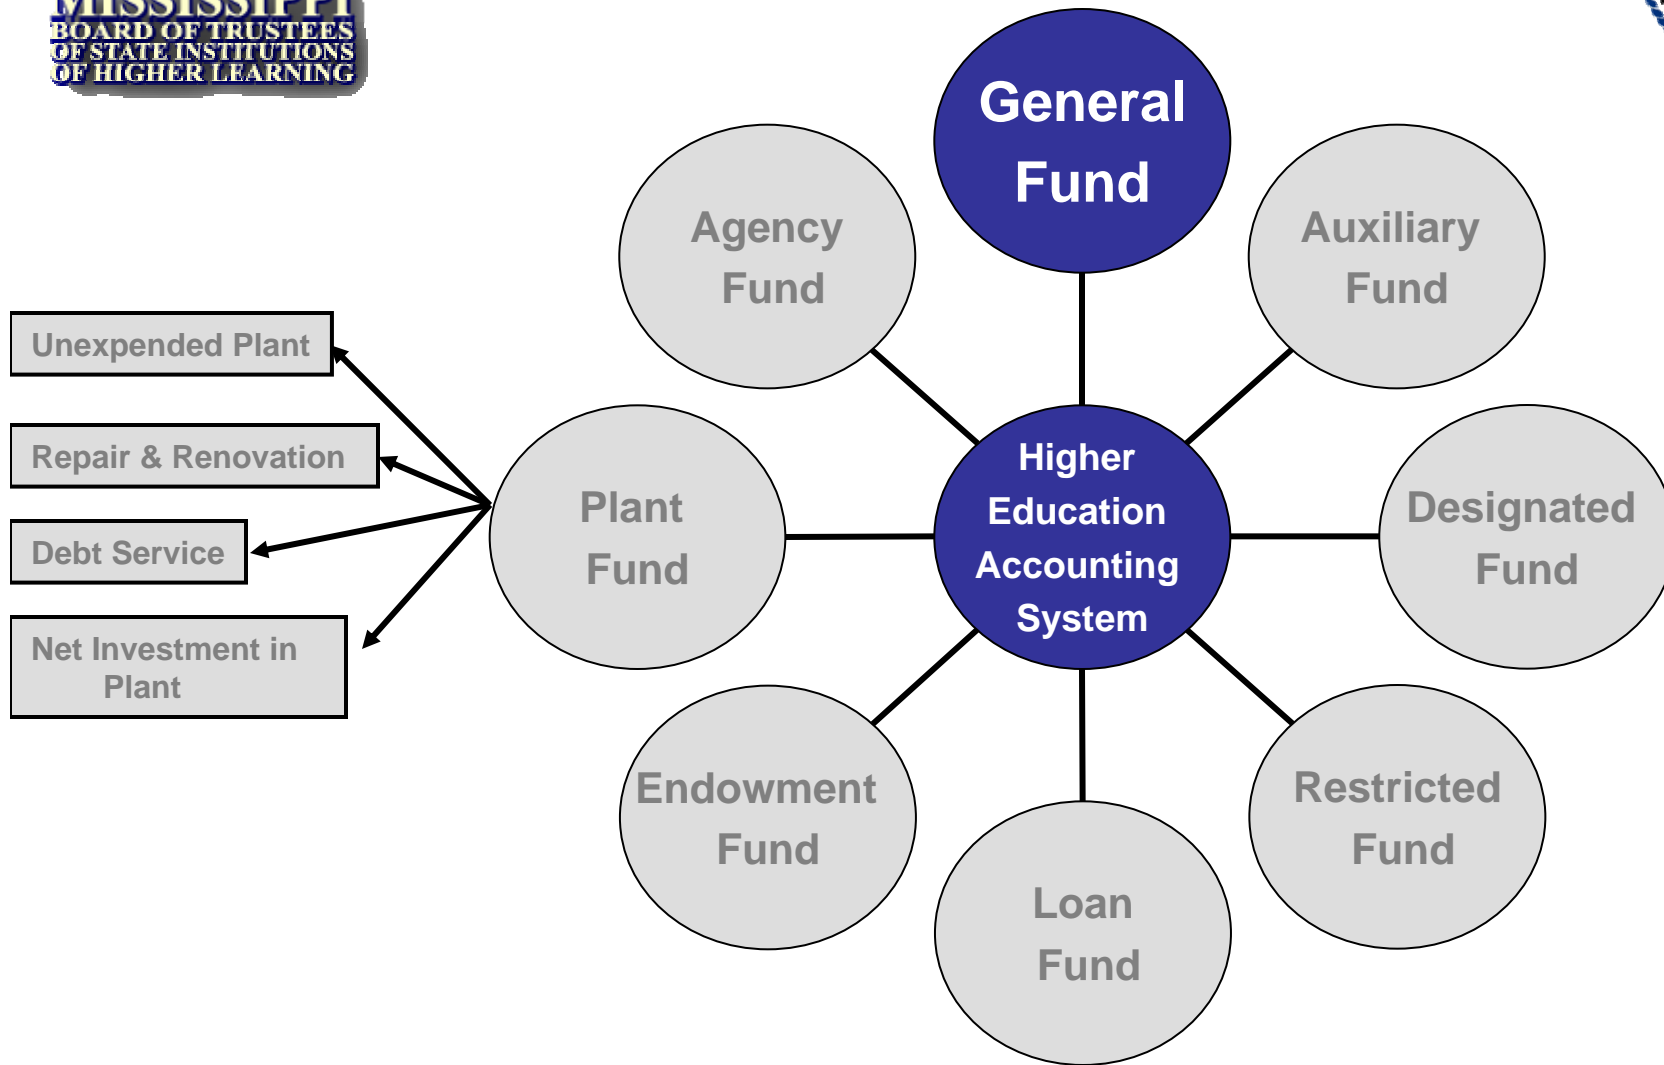 MISSISSIPPI
BOARD OF TRUSTEES
OF STATE INSTITUTIONS
OF HIGHER LEARNING
General
Fund
Agency
Fund
Auxiliary
Fund
Unexpended Plant
Repair & Renovation
Debt Service
Net Investment in
Plant
Plant
Fund
Higher
Education
Accounting
System
Designated
Fund
Endowment
Fund
Loan
Fund
Restricted
Fund